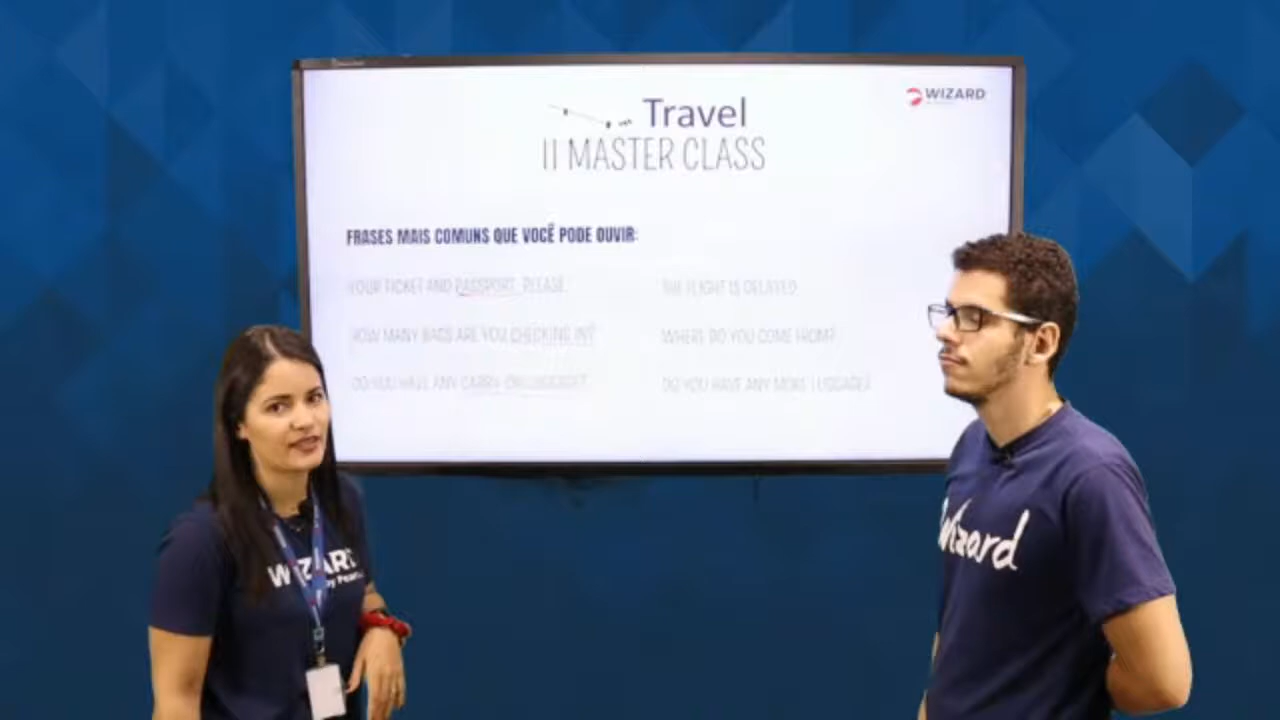 Travel
WIZARD
II MASTER CLASS
FRASES MAIS COMUNS QUE VOCÊ PODE OUVIR:
YOUR TICKET AND PASSPORT, PLEASE.
THE FLIGHT IS DELAYED
HOW MANY BAGS ARE YOU CHECKING IN?
WHERE DO YOU COME FROM?
DO YOU HAVE ANY CARRY-ON LUGGAGE?
DO YOU HAVE ANY MORE LUGGAGE?
WIZARD
by Pears
Wizard